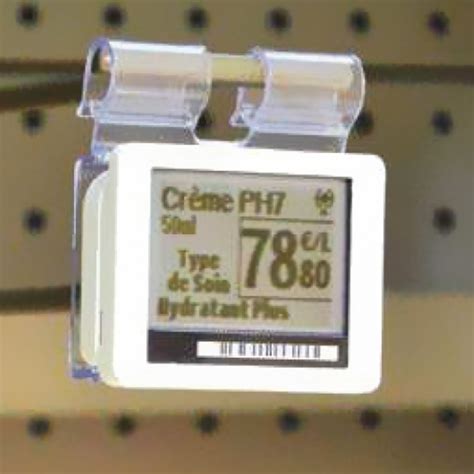 Crème PH7
50ml
Type
de Soin
Hydratant Plus
78 €/L
80